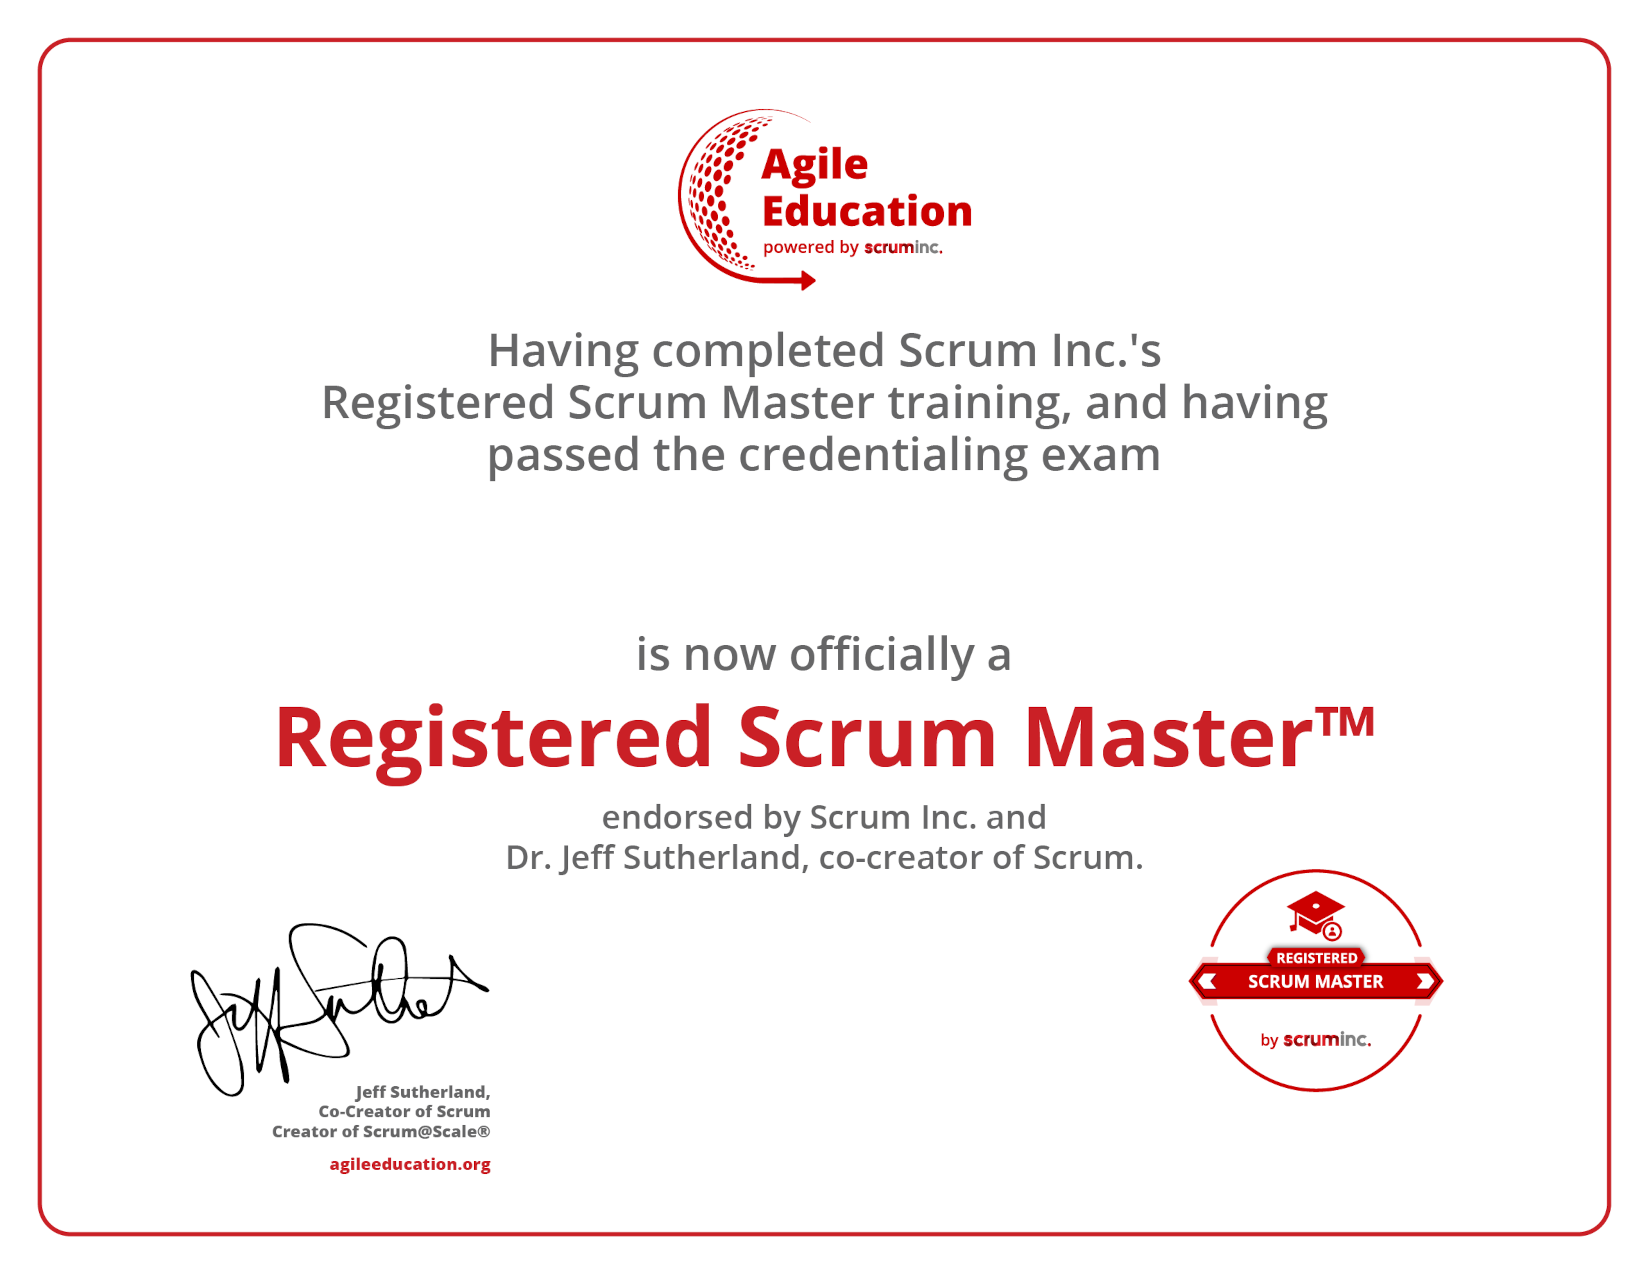 Agile
Education
powered by scruminc.
Having completed Scrum Inc.'s
Registered Scrum Master training, and having
passed the credentialing exam
is now officially a
Registered Scrum Master™
endorsed by Scrum Inc. and
Dr. Jeff Sutherland, co-creator of Scrum.
Jeff Sutherland
Jeff Sutherland,
Co-Creator of Scrum
Creator of Scrum@Scale®
agileeducation.org
REGISTERED
SCRUM MASTER
by scruminc.